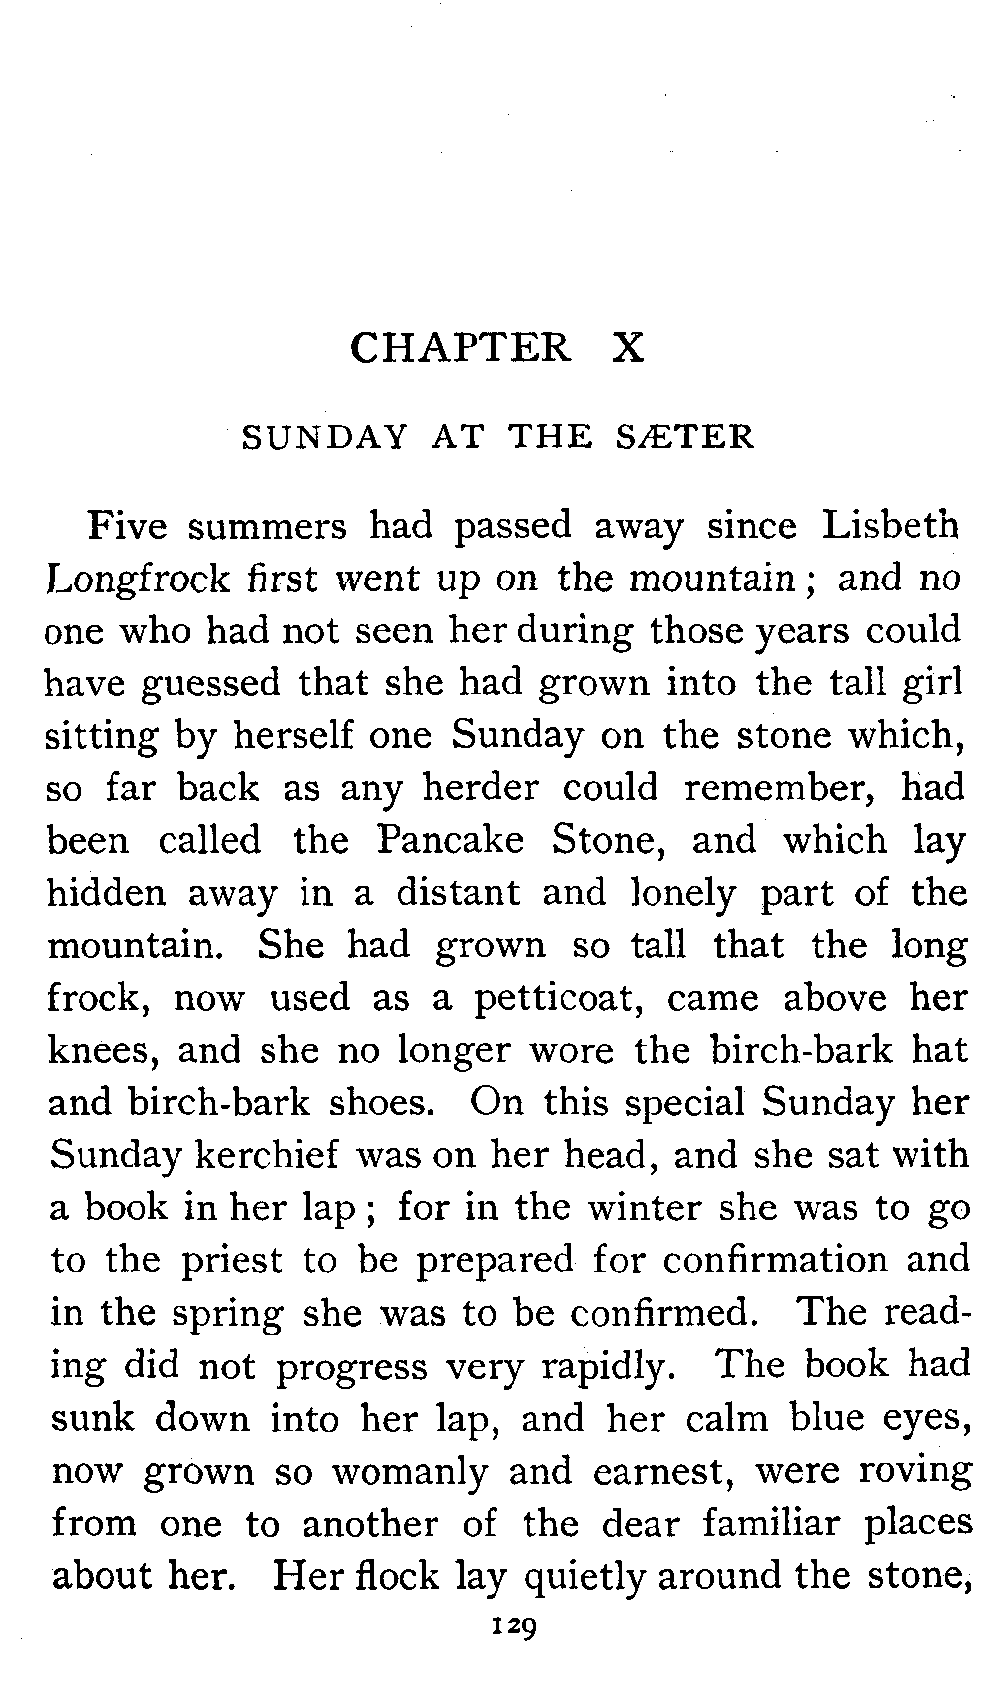 CHAPTER X
SUNDAY AT THE SÆTER
Five summers had passed away since Lisbeth
Longfrock first went up on the mountain; and no
one who had not seen her during those years could
have guessed that she had grown into the tall girl
sitting by herself one Sunday on the stone which,
so far back as any herder could remember, had
been called the Pancake Stone, and which lay
hidden away in a distant and lonely part of the
mountain. She had grown so tall that the long
frock, now used as a petticoat, came above her
knees, and she no longer wore the birch-bark hat
and birch-bark shoes. On this special Sunday her
Sunday kerchief was on her head, and she sat with
a book in her lap; for in the winter she was to go
to the priest to be prepared for confirmation and
in the spring she was to be confirmed. The read-
ing did not progress very rapidly. The book had
sunk down into her lap, and her calm blue eyes,
now grown so womanly and earnest, were roving
from one to another of the dear familiar places
about her. Her flock lay quietly around the stone,
129